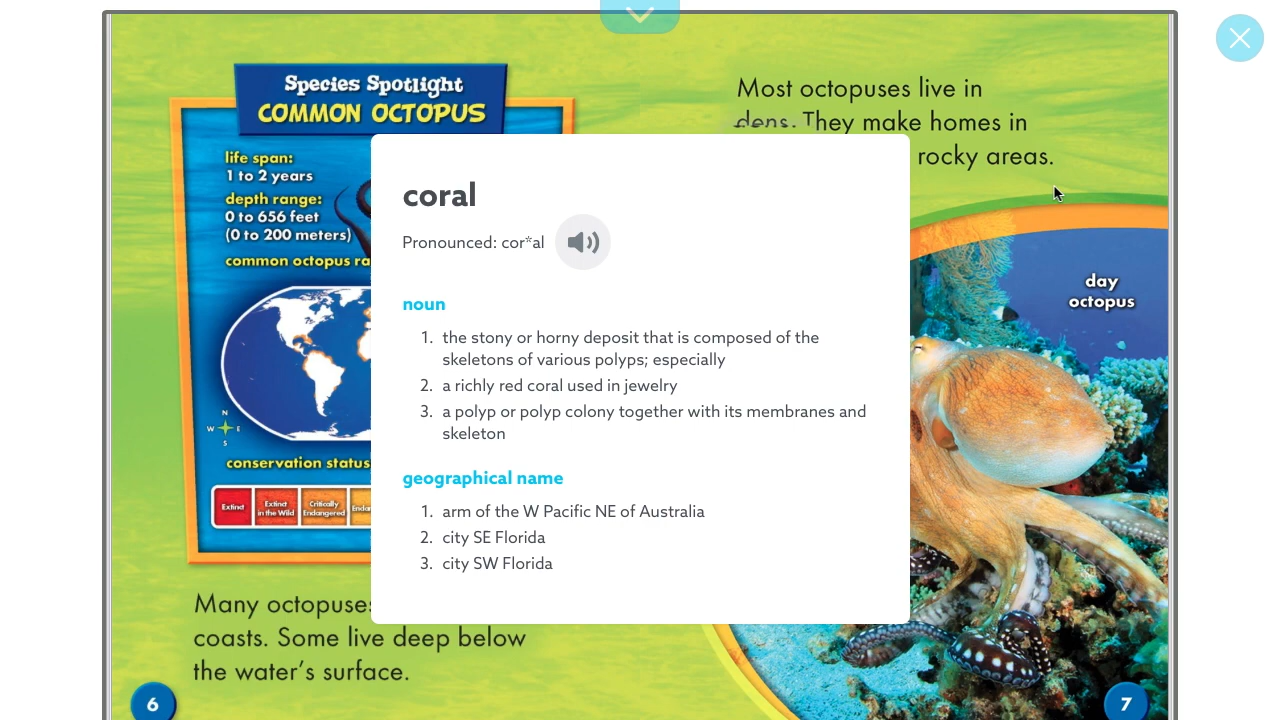 Species Spotlight
COMMON OCTOPUS
life span:
1 to 2 years
depth range:
0 to 656 feet
(0 to 200 meters)
common octopus
N
W E
S
conservation status
Extinct
Extinct
in the Wild
Critically
Endangered
Many octopuses
coasts. Some live deep below
the water's surface.
6
coral
Pronounced: cor*al
noun
1. the stony or horny deposit that is composed of the
skeletons of various polyps; especially
2. a richly red coral used in jewelry
3. a polyp or polyp colony together with its membranes and
skeleton
geographical name
1. arm of the W Pacific NE of Australia
2. city SE Florida
3. city SW Florida
Most octopuses live in
dens. They make homes in
rocky areas.
day
octopus
7